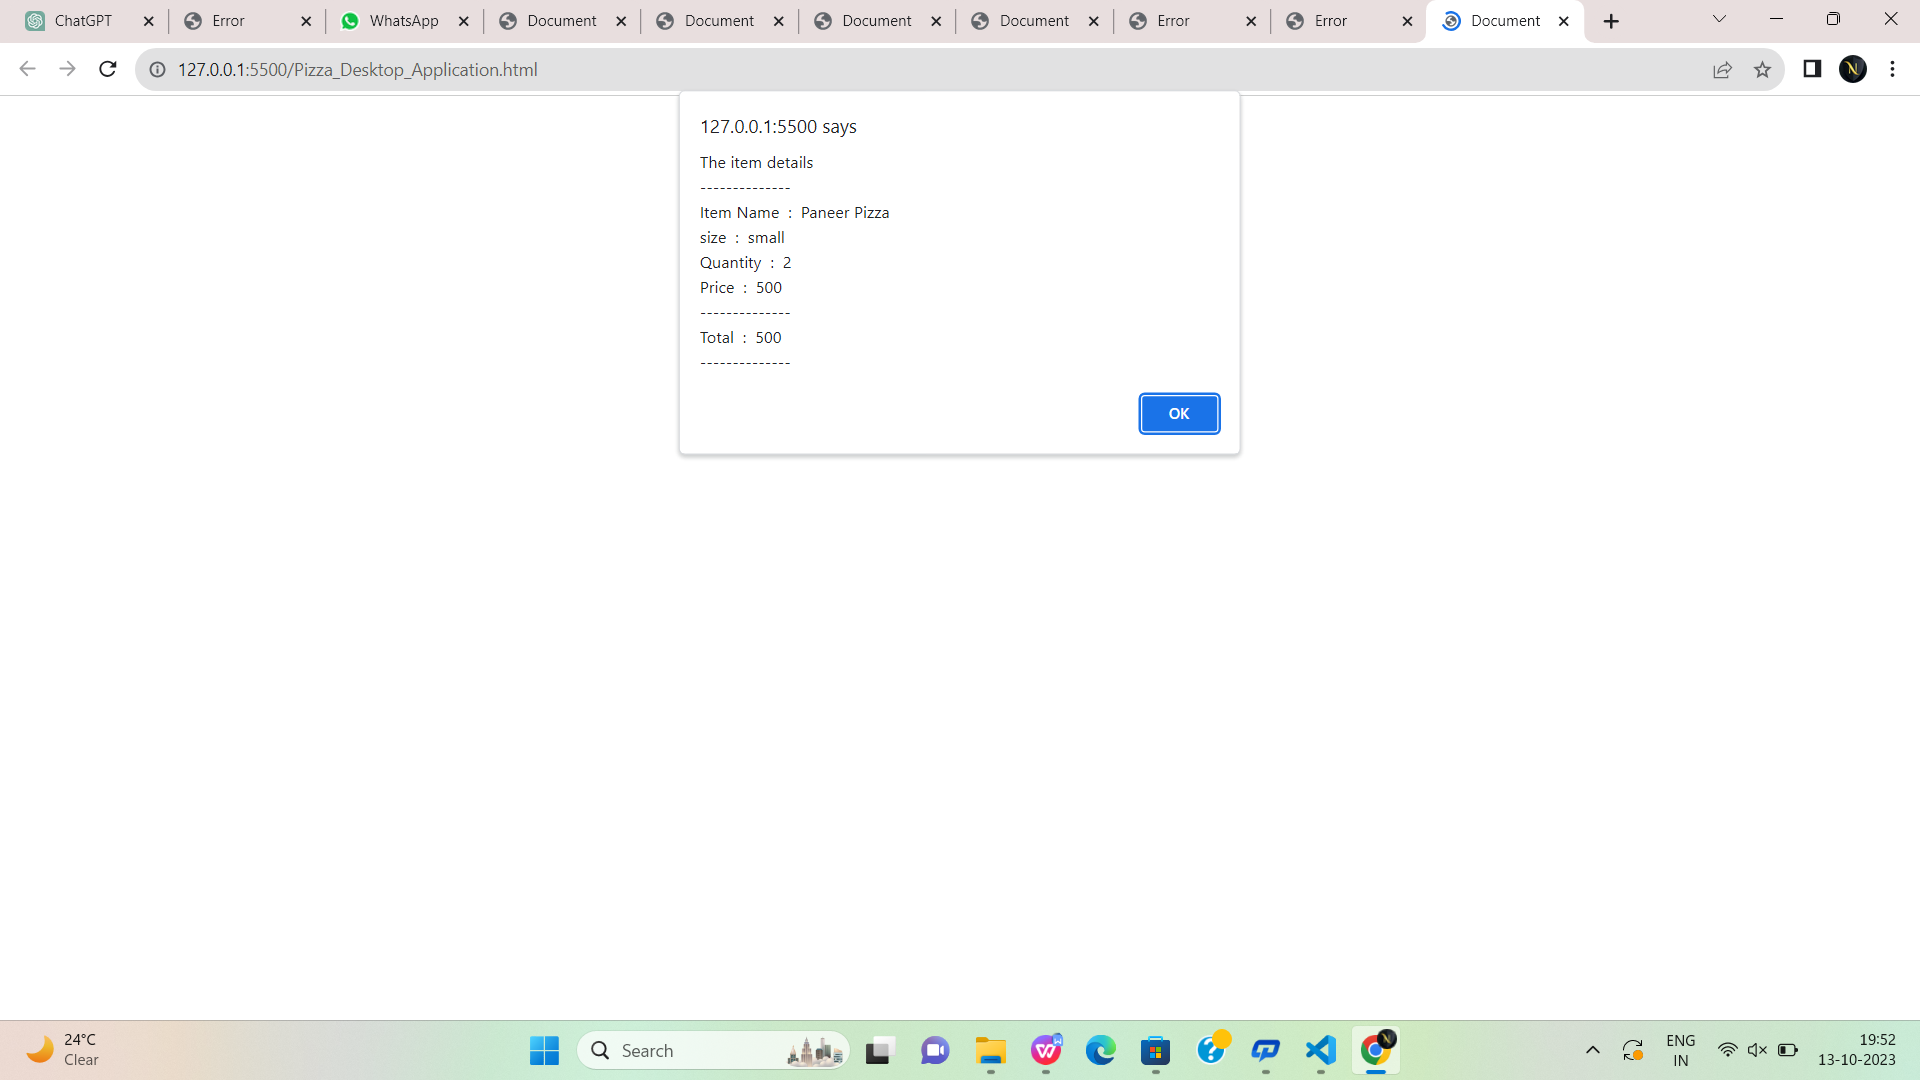 ChatGPT
Error
WhatsApp
Document
Document
Document
Document
Error
Error
Document
127.0.0.1:5500/Pizza_Desktop_Application.html
127.0.0.1:5500 says
The item details
--------------
Item Name : Paneer Pizza
size : small
Quantity : 2
Price : 500
--------------
Total : 500
--------------
OK
24°C
Clear
Search
ENG
IN
19:52
13-10-2023